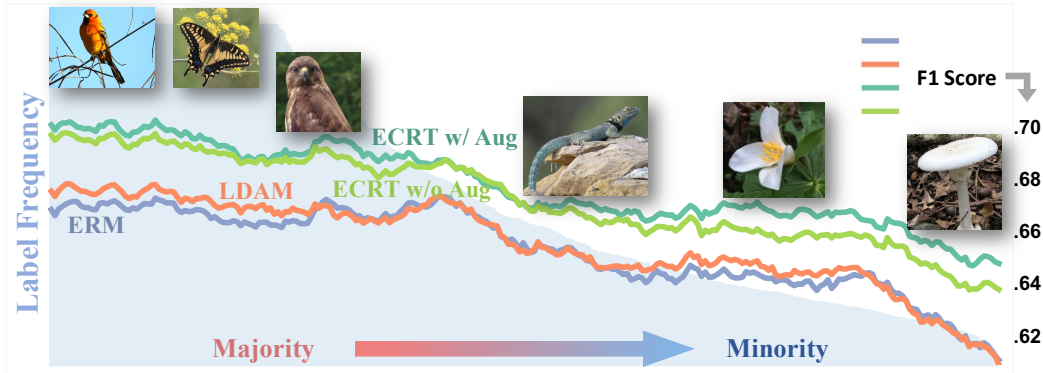 F1 Score
.70
ECRT w/ Aug
.68
LDAM
ECRT w/o Aug
ERM
.66
.64
.62
Label Frequency
Majority
Minority